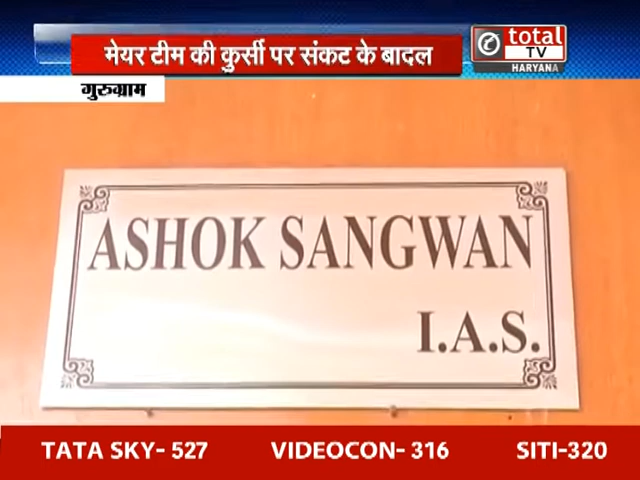 मेयर टीम की कुर्सी पर संकट के बादल
total
TV
HARYANA
गुरुग्राम
ASHOK SANGWAN
I.A.S.
TATA SKY- 527 VIDEOCON- 316 SITI-320